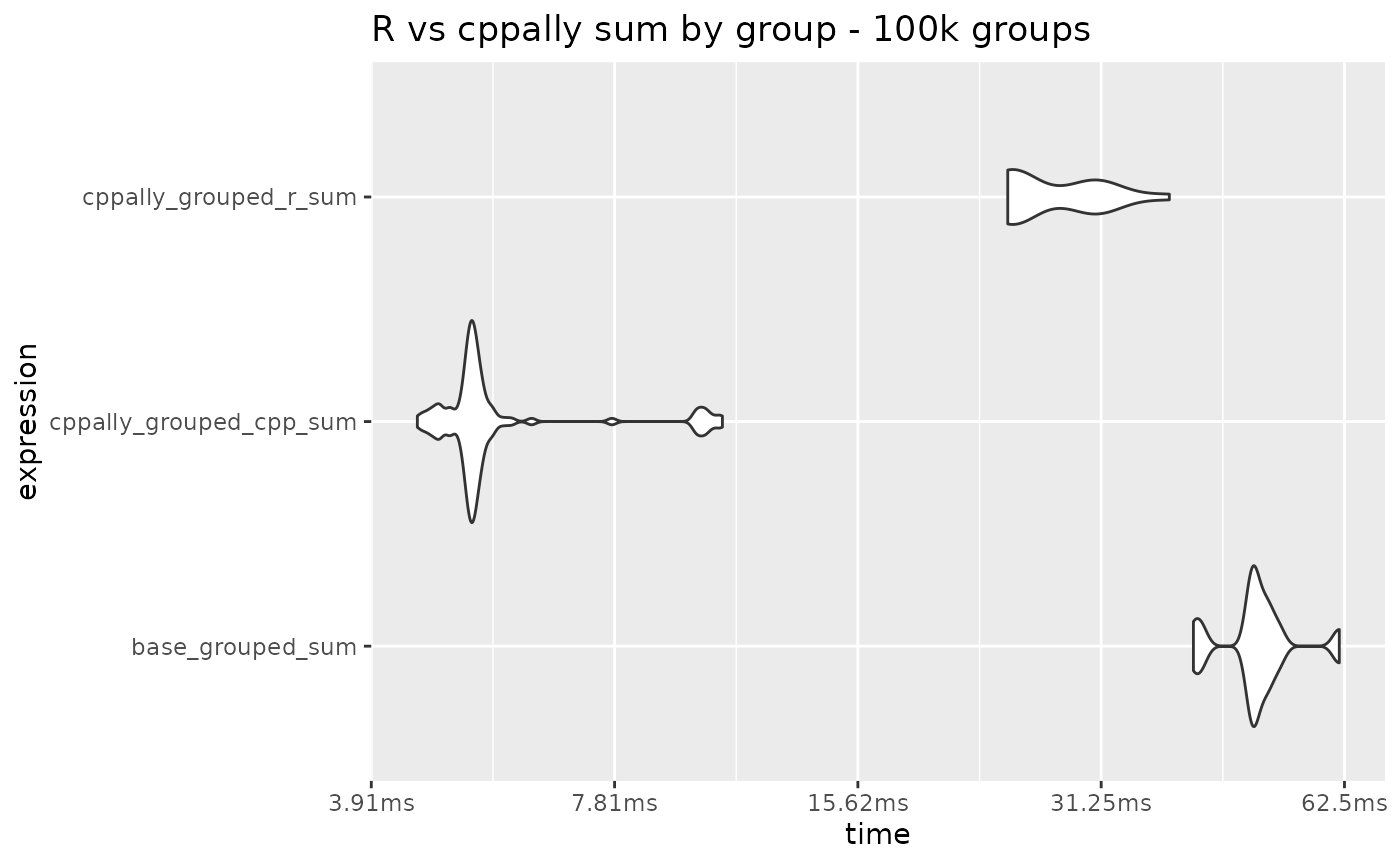 R vs cppally sum by group - 100k groups
expression
cppally_grouped_r_sum
cppally_grouped_cpp_sum
base_grouped_sum
3.91ms 7.81ms 15.62ms 31.25ms 62.5ms
time